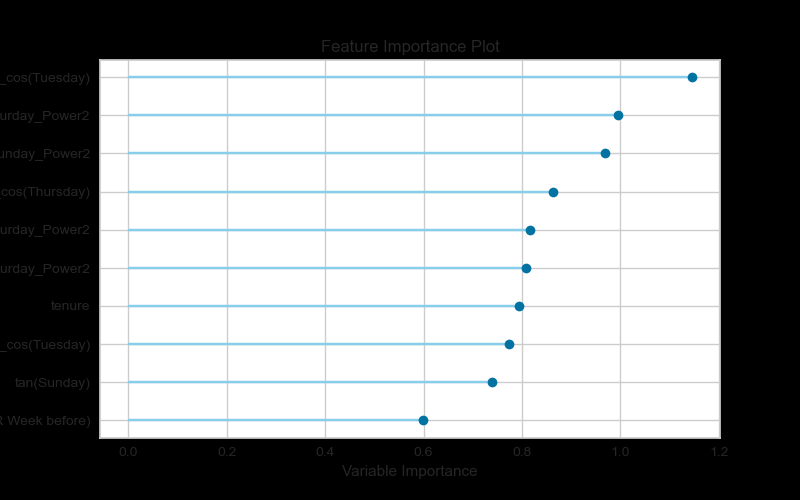 Feature Importance Plot
_cos(Tuesday)
urday_Power2
unday_Power2
_cos(Thursday)
urday_Power2
urday_Power2
tenure
_cos(Tuesday)
tan(Sunday)
R Week before)
0.0 0.2 0.4 0.6 0.8 1.0 1.2
Variable Importance